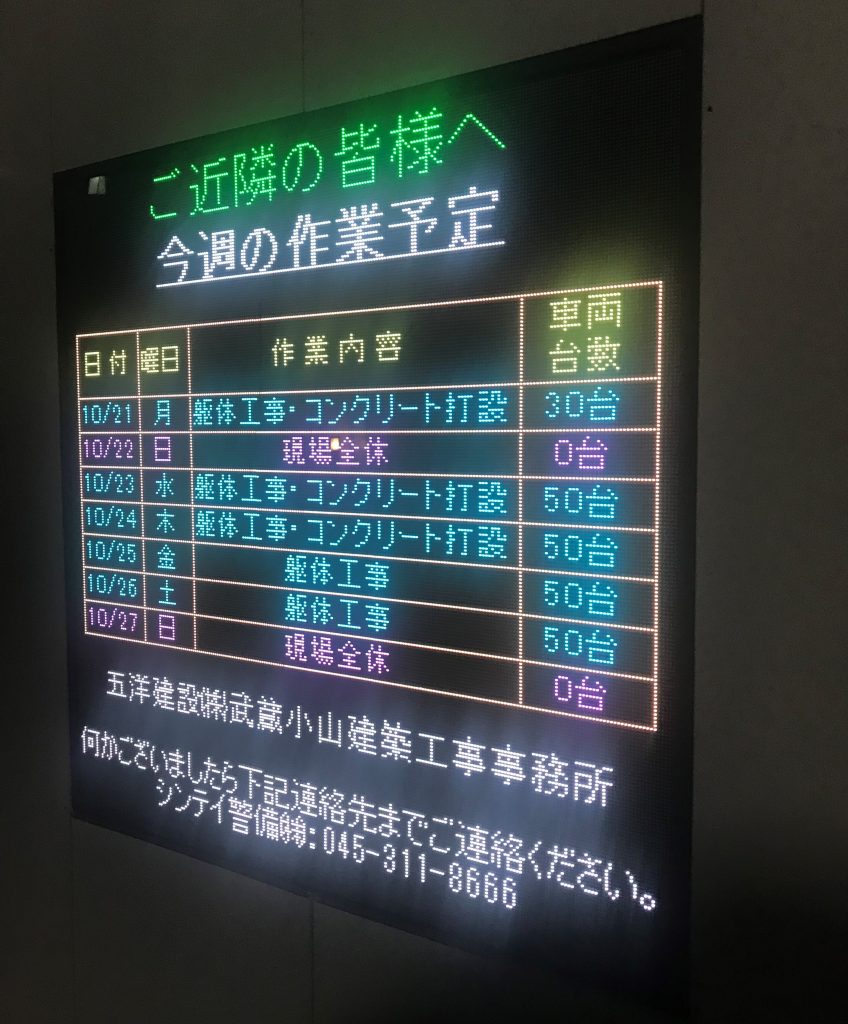 ご近隣の皆様へ
今週の作業予定
日付 曜日 作業内容 車両台数
10/21 月 躯体工事・コンクリート打設 30台
10/22 日 現場全休 0台
10/23 水 躯体工事・コンクリート打設 50台
10/24 木 躯体工事・コンクリート打設 50台
10/25 金 躯体工事 50台
10/26 土 躯体工事 50台
10/27 日 現場全休 0台
五洋建設㈱武蔵小山建築工事事務所
何かございましたら下記連絡先までご連絡ください。
シンテイ警備㈱:045-311-8666